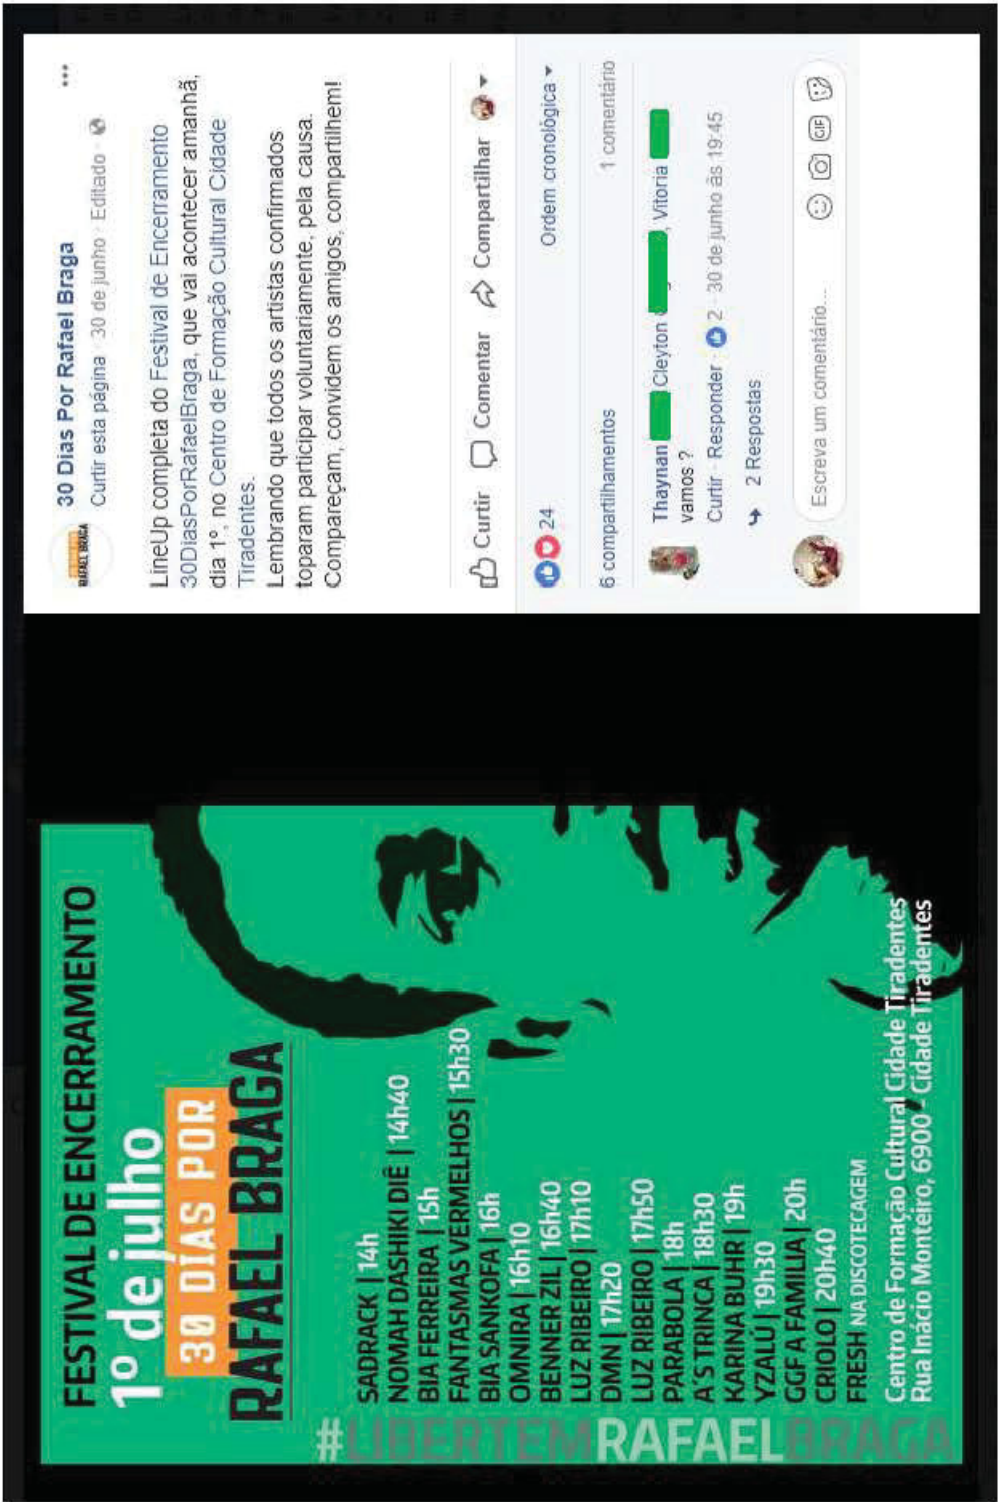 FESTIVAL DE ENCERRAMENTO
1º de julho
30 DIAS POR
RAFAEL BRAGA
SADRACK | 14h
NOMAH DASHIKI DIÊ | 14h40
BIA FERREIRA | 15h
FANTASMAS VERMELHOS | 15h30
BIA SANKOFA | 16h
OMNIRA | 16h10
BENNER ZIL | 16h40
LUZ RIBEIRO | 17h10
DMN | 17h20
LUZ RIBEIRO | 17h50
PARABOLA | 18h
A'S TRINCA | 18h30
KARINA BUHR | 19h
YZALÚ | 19h30
GGF A FAMILIA | 20h
CRIOLO | 20h40
FRESH NA DISCOTECAGEM
Centro de Formação Cultural Cidade Tiradentes
Rua Inácio Monteiro, 6900 - Cidade Tiradentes
#LIBERTEMRAFAELBRAGA
RAFAEL BRAGA
30 Dias Por Rafael Braga
Curtir esta página · 30 de junho · Editado ·
LineUp completa do Festival de Encerramento
30DiasPorRafaelBraga, que vai acontecer amanhã,
dia 1º, no Centro de Formação Cultural Cidade
Tiradentes.
Lembrando que todos os artistas confirmados
toparam participar voluntariamente, pela causa.
Compareçam, convidem os amigos, compartilhem!
Curtir Comentar Compartilhar
24 Ordem cronológica
6 compartilhamentos 1 comentário
Thaynan Cleyton , Vitoria
vamos ?
Curtir · Responder · 2 · 30 de junho às 19:45
2 Respostas
Escreva um comentário...
GIF